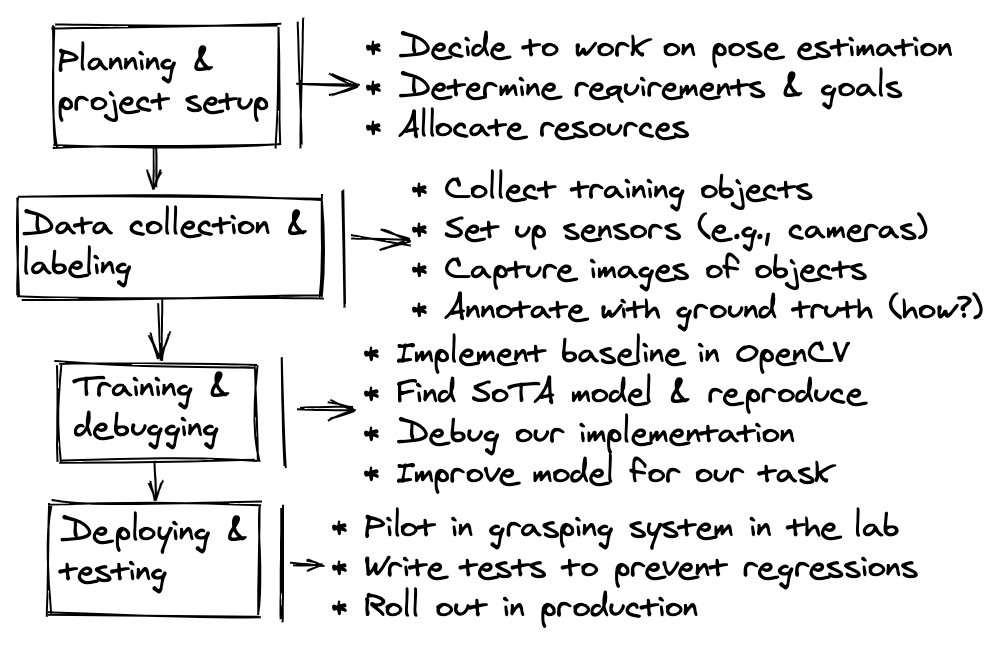 Planning &
project setup
* Decide to work on pose estimation
* Determine requirements & goals
* Allocate resources
Data collection &
labeling
* Collect training objects
* Set up sensors (e.g., cameras)
* Capture images of objects
* Annotate with ground truth (how?)
Training &
debugging
* Implement baseline in OpenCV
* Find SoTA model & reproduce
* Debug our implementation
* Improve model for our task
Deploying &
testing
* Pilot in grasping system in the lab
* Write tests to prevent regressions
* Roll out in production